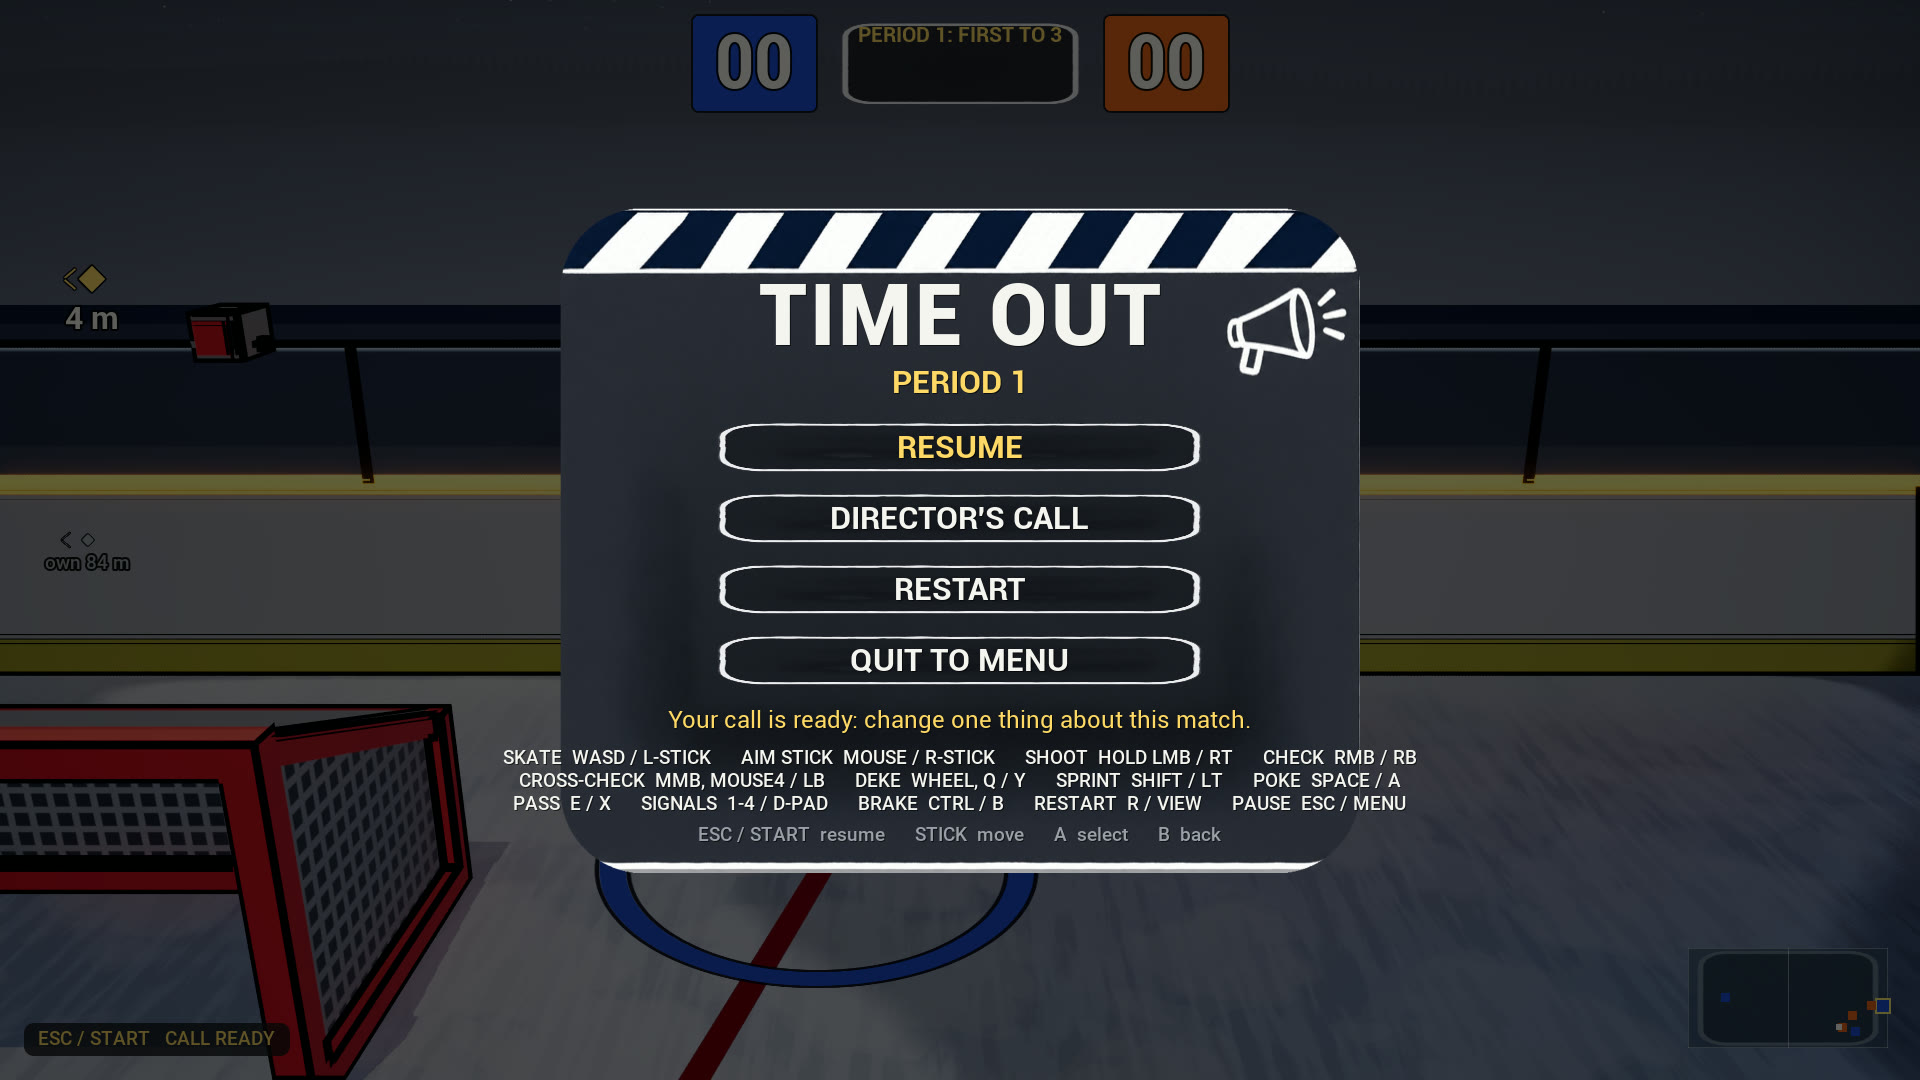 00
PERIOD 1: FIRST TO 3
00
4 m
own 84 m
TIME OUT
PERIOD 1
RESUME
DIRECTOR'S CALL
RESTART
QUIT TO MENU
Your call is ready: change one thing about this match.
SKATE WASD / L-STICK AIM STICK MOUSE / R-STICK SHOOT HOLD LMB / RT CHECK RMB / RB
CROSS-CHECK MMB, MOUSE4 / LB DEKE WHEEL, Q / Y SPRINT SHIFT / LT POKE SPACE / A
PASS E / X SIGNALS 1-4 / D-PAD BRAKE CTRL / B RESTART R / VIEW PAUSE ESC / MENU
ESC / START resume STICK move A select B back
ESC / START CALL READY